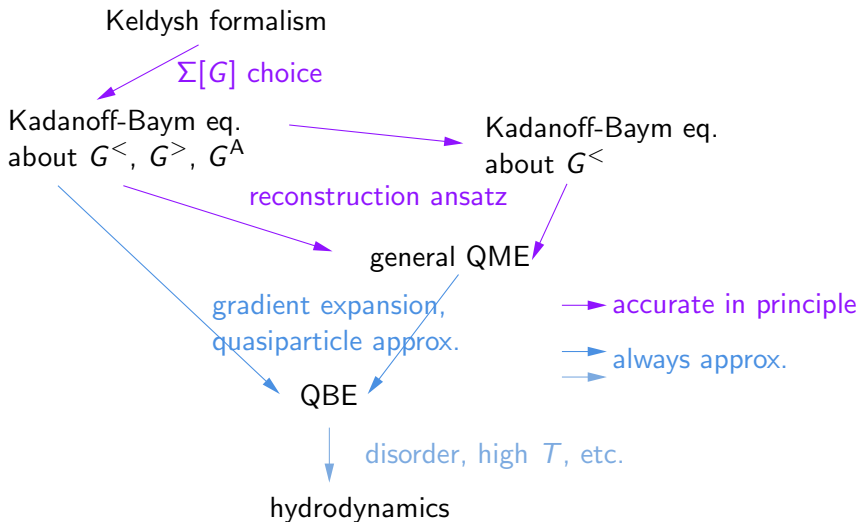 Keldysh formalism
Σ[G] choice
Kadanoff-Baym eq.
about G<, G>, G^A
Kadanoff-Baym eq.
about G<
reconstruction ansatz
general QME
gradient expansion,
quasiparticle approx.
accurate in principle
always approx.
QBE
disorder, high T, etc.
hydrodynamics